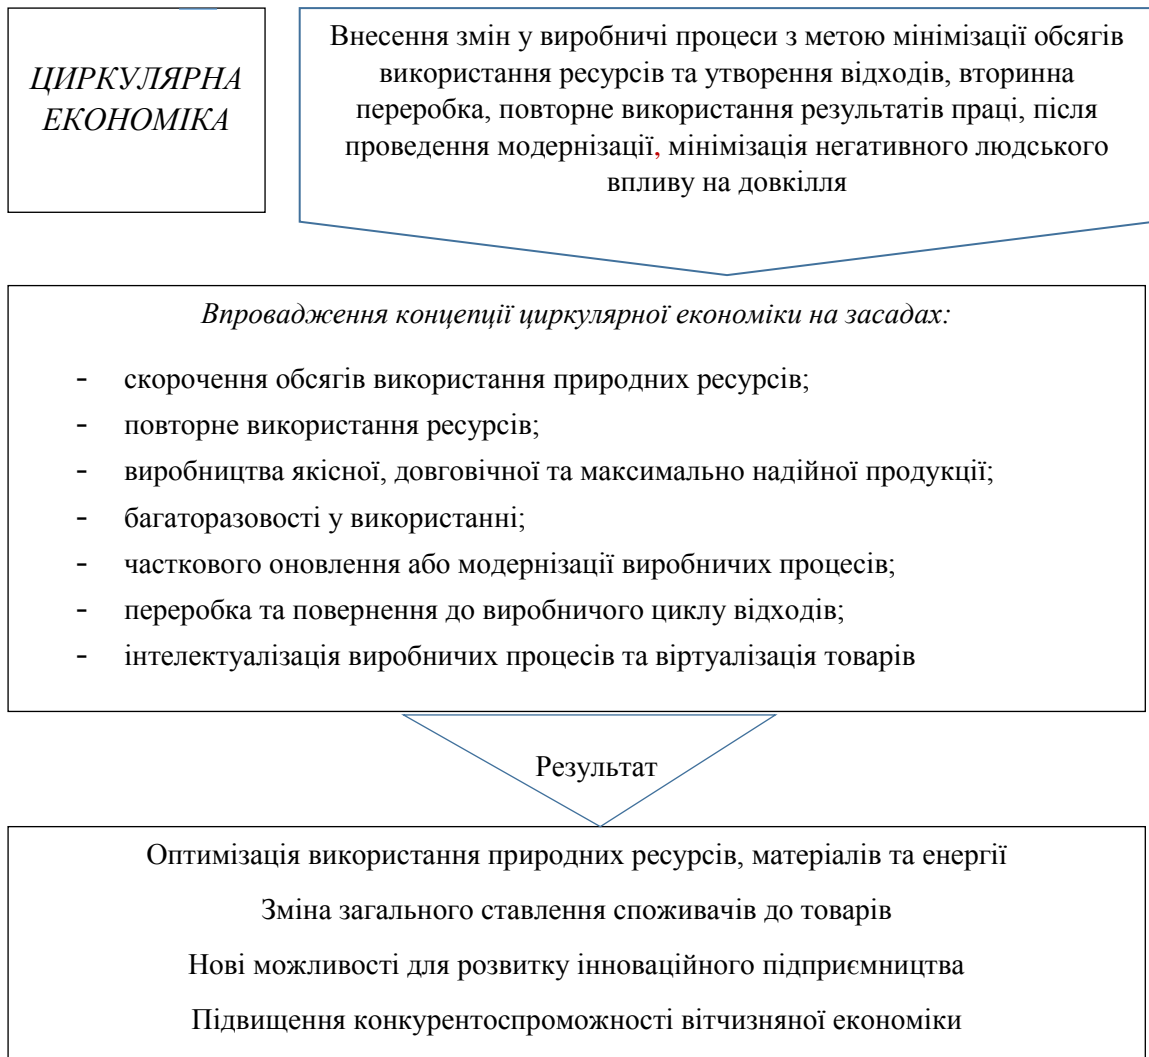 ЦИРКУЛЯРНА
ЕКОНОМІКА
Внесення змін у виробничі процеси з метою мінімізації обсягів
використання ресурсів та утворення відходів, вторинна
переробка, повторне використання результатів праці, після
проведення модернізації, мінімізація негативного людського
впливу на довкілля
Впровадження концепції циркулярної економіки на засадах:
- скорочення обсягів використання природних ресурсів;
- повторне використання ресурсів;
- виробництва якісної, довговічної та максимально надійної продукції;
- багаторазовості у використанні;
- часткового оновлення або модернізації виробничих процесів;
- переробка та повернення до виробничого циклу відходів;
- інтелектуалізація виробничих процесів та віртуалізація товарів
Результат
Оптимізація використання природних ресурсів, матеріалів та енергії
Зміна загального ставлення споживачів до товарів
Нові можливості для розвитку інноваційного підприємництва
Підвищення конкурентоспроможності вітчизняної економіки